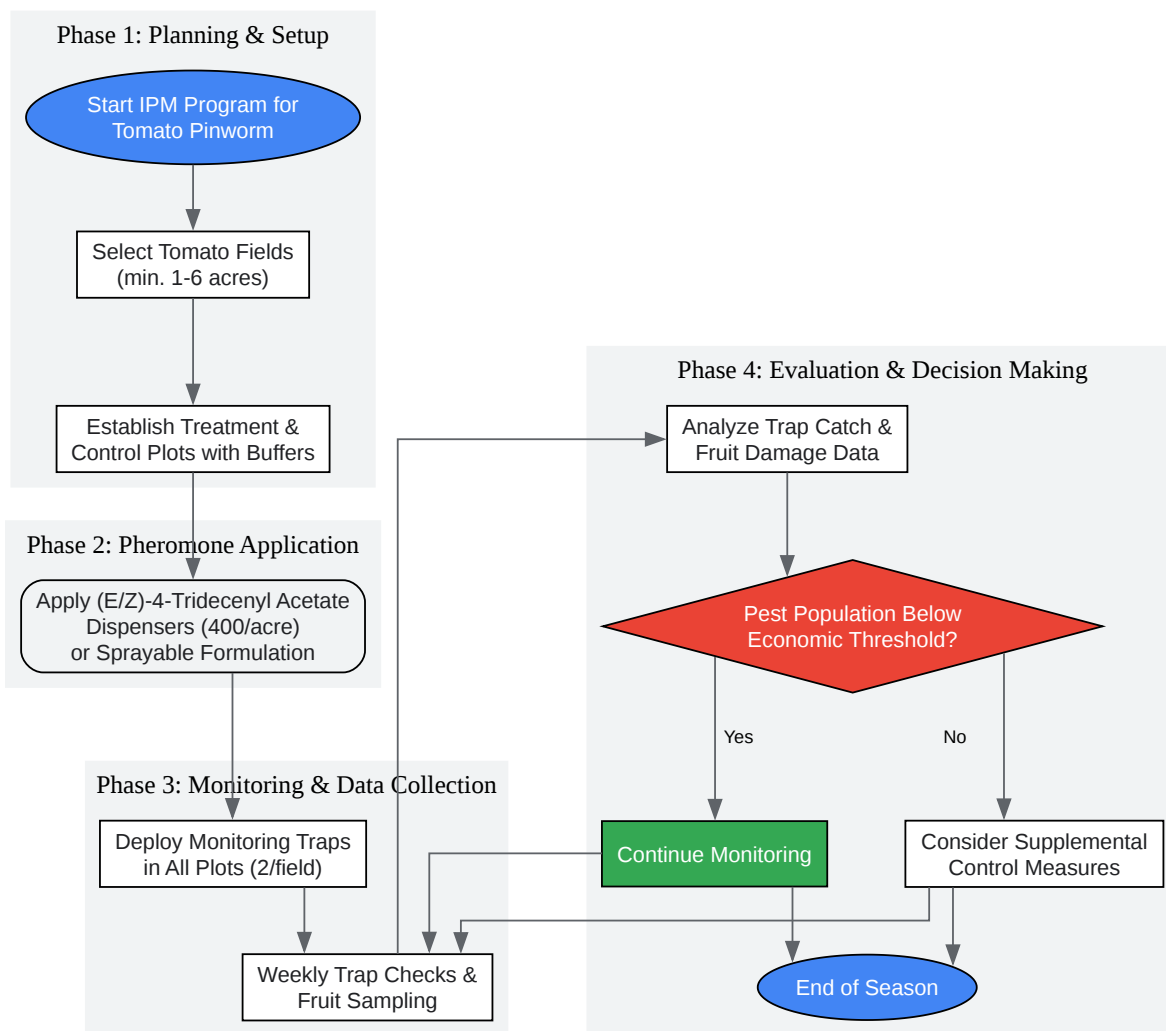 Phase 1: Planning & Setup
Start IPM Program for
Tomato Pinworm
Select Tomato Fields
(min. 1-6 acres)
Establish Treatment &
Control Plots with Buffers
Phase 2: Pheromone Application
Apply (E/Z)-4-Tridecenyl Acetate
Dispensers (400/acre)
or Sprayable Formulation
Phase 3: Monitoring & Data Collection
Deploy Monitoring Traps
in All Plots (2/field)
Weekly Trap Checks &
Fruit Sampling
Phase 4: Evaluation & Decision Making
Analyze Trap Catch &
Fruit Damage Data
Pest Population Below
Economic Threshold?
Yes
No
Continue Monitoring
Consider Supplemental
Control Measures
End of Season